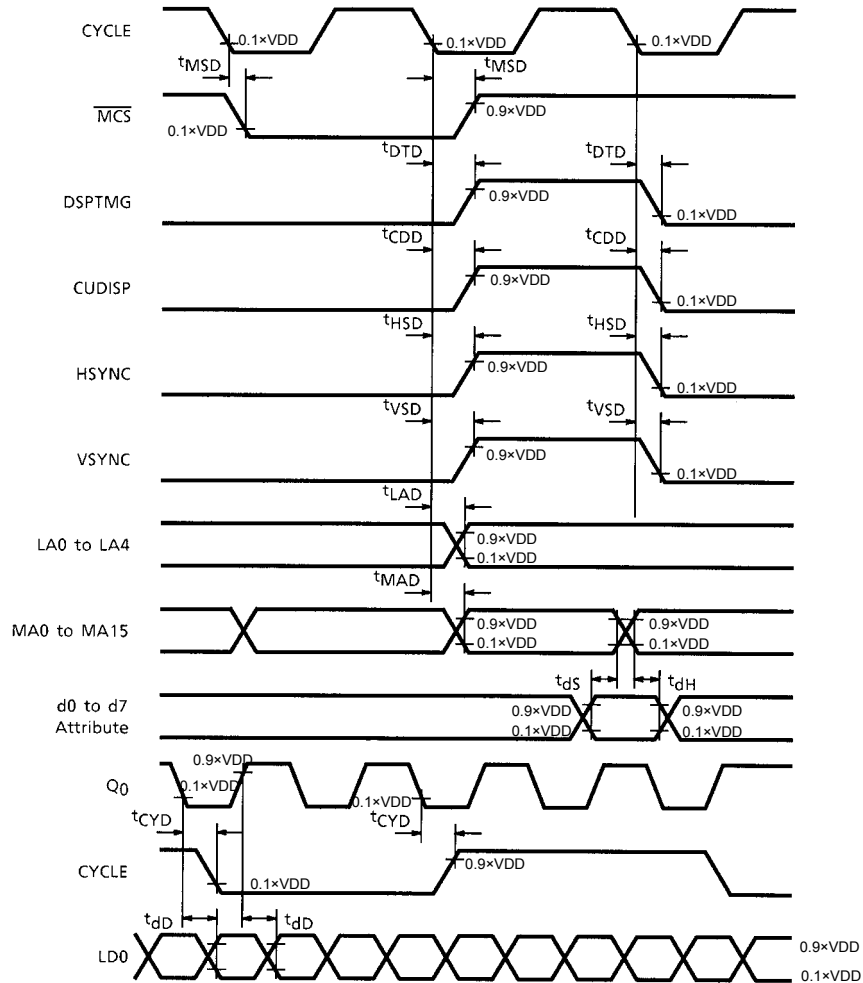 CYCLE 0.1×VDD 0.1×VDD 0.1×VDD
tMSD tMSD
MCS 0.1×VDD 0.9×VDD
tDTD tDTD
DSPTMG 0.9×VDD 0.1×VDD
tCDD tCDD
CUDISP 0.9×VDD 0.1×VDD
tHSD tHSD
HSYNC 0.9×VDD 0.1×VDD
tVSD tVSD
VSYNC 0.9×VDD 0.1×VDD
tLAD
LA0 to LA4 0.9×VDD
0.1×VDD
tMAD
MA0 to MA15 0.9×VDD 0.9×VDD
0.1×VDD 0.1×VDD
tdS tdH
d0 to d7 0.9×VDD 0.9×VDD
Attribute 0.1×VDD 0.1×VDD
0.9×VDD
Q0 0.1×VDD 0.1×VDD
tCYD tCYD
CYCLE 0.1×VDD 0.9×VDD
tdD tdD
LD0 0.9×VDD
0.1×VDD